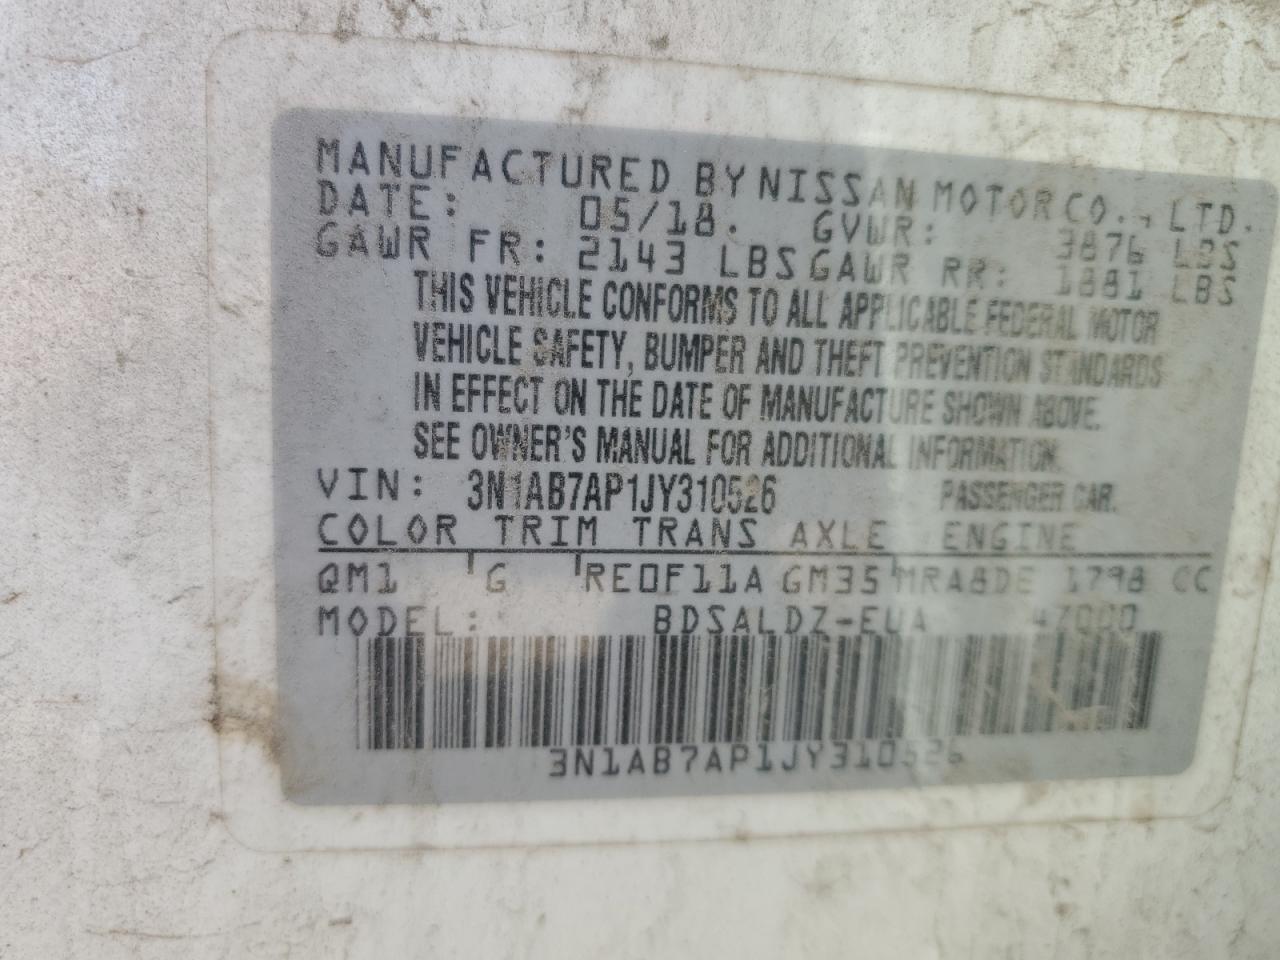 MANUFACTURED BY NISSAN MOTOR CO., LTD.
DATE: 05/18. GVWR: 3876 LBS
GAWR FR: 2143 LBS GAWR RR: 1881 LBS
THIS VEHICLE CONFORMS TO ALL APPLICABLE FEDERAL MOTOR
VEHICLE SAFETY, BUMPER AND THEFT PREVENTION STANDARDS
IN EFFECT ON THE DATE OF MANUFACTURE SHOWN ABOVE.
SEE OWNER'S MANUAL FOR ADDITIONAL INFORMATION.
VIN: 3N1AB7AP1JY310526 PASSENGER CAR.
COLOR TRIM TRANS AXLE ENGINE
QM1 G RE0F11A GM35 MRA8DE 1798 CC
MODEL: BDSALDZ-EUA 47000
3N1AB7AP1JY310526